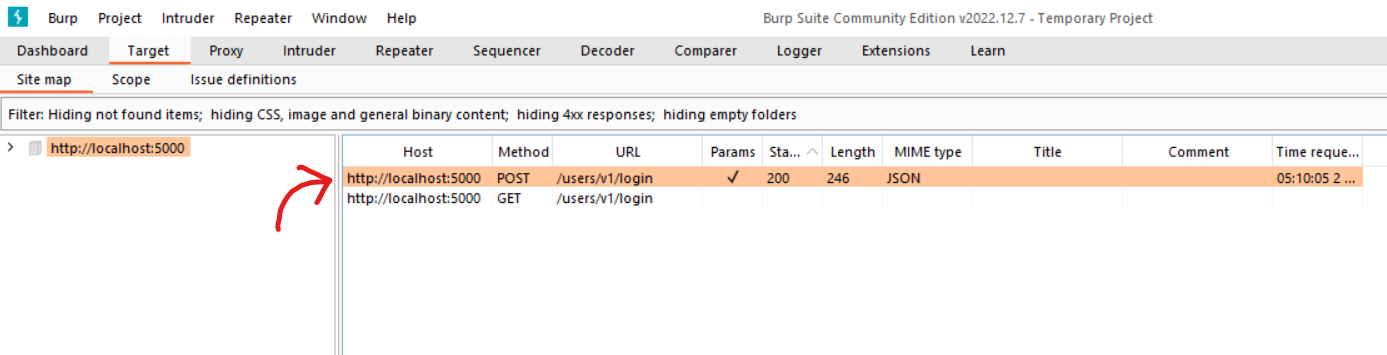 Burp Project Intruder Repeater Window Help Burp Suite Community Edition v2022.12.7 - Temporary Project
Dashboard Target Proxy Intruder Repeater Sequencer Decoder Comparer Logger Extensions Learn
Site map Scope Issue definitions
Filter: Hiding not found items; hiding CSS, image and general binary content; hiding 4xx responses; hiding empty folders
http://localhost:5000
Host Method URL Params Sta... Length MIME type Title Comment Time reque...
http://localhost:5000 POST /users/v1/login ✓ 200 246 JSON 05:10:05 2 ...
http://localhost:5000 GET /users/v1/login